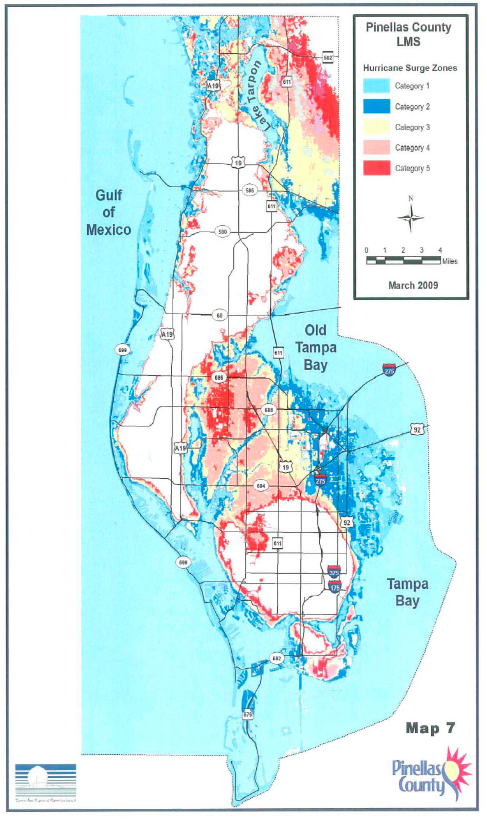 Pinellas County
LMS
Hurricane Surge Zones
Category 1
Category 2
Category 3
Category 4
Category 5
N
0 1 2 3 4
Miles
March 2009
582
611
A19
Lake Tarpon
19
586
611
Gulf
of
Mexico
580
60
A19
699
Old
Tampa
Bay
611
275
686
688
92
A19
19
275
694
92
611
699
375
175
Tampa
Bay
682
679
Map 7
Pinellas
County